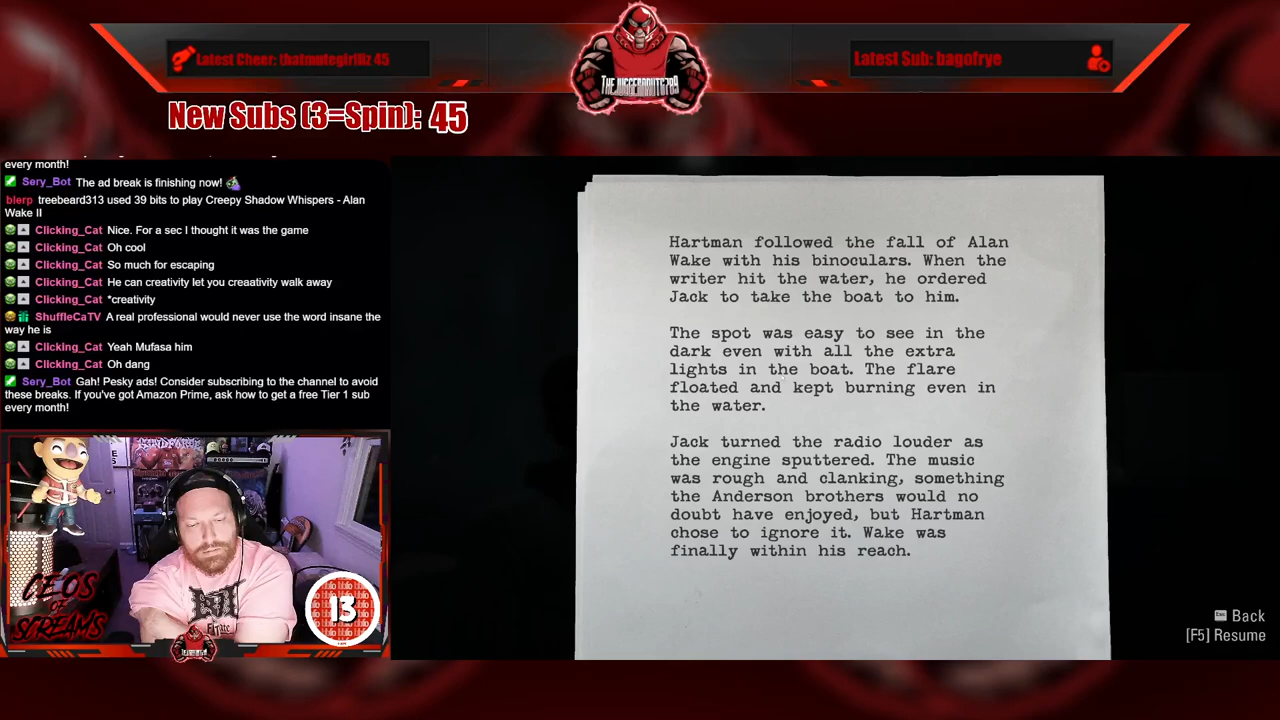 Latest Cheer: thatmutegirlliz 45
THEJUGGERNAUT6789
Latest Sub: bagofrye
New Subs (3=Spin): 45
every month!
Sery_Bot The ad break is finishing now!
blerp treebeard313 used 39 bits to play Creepy Shadow Whispers - Alan
Wake II
Clicking_Cat Nice. For a sec I thought it was the game
Clicking_Cat Oh cool
Clicking_Cat So much for escaping
Clicking_Cat He can creativity let you creaativity walk away
Clicking_Cat *creativity
ShuffleCaTV A real professional would never use the word insane the
way he is
Clicking_Cat Yeah Mufasa him
Clicking_Cat Oh dang
Sery_Bot Gah! Pesky ads! Consider subscribing to the channel to avoid
these breaks. If you've got Amazon Prime, ask how to get a free Tier 1 sub
every month!
Hartman followed the fall of Alan
Wake with his binoculars. When the
writer hit the water, he ordered
Jack to take the boat to him.
The spot was easy to see in the
dark even with all the extra
lights in the boat. The flare
floated and kept burning even in
the water.
Jack turned the radio louder as
the engine sputtered. The music
was rough and clanking, something
the Anderson brothers would no
doubt have enjoyed, but Hartman
chose to ignore it. Wake was
finally within his reach.
CEOS
OF
SCREAMS
13
Esc Back
[F5] Resume